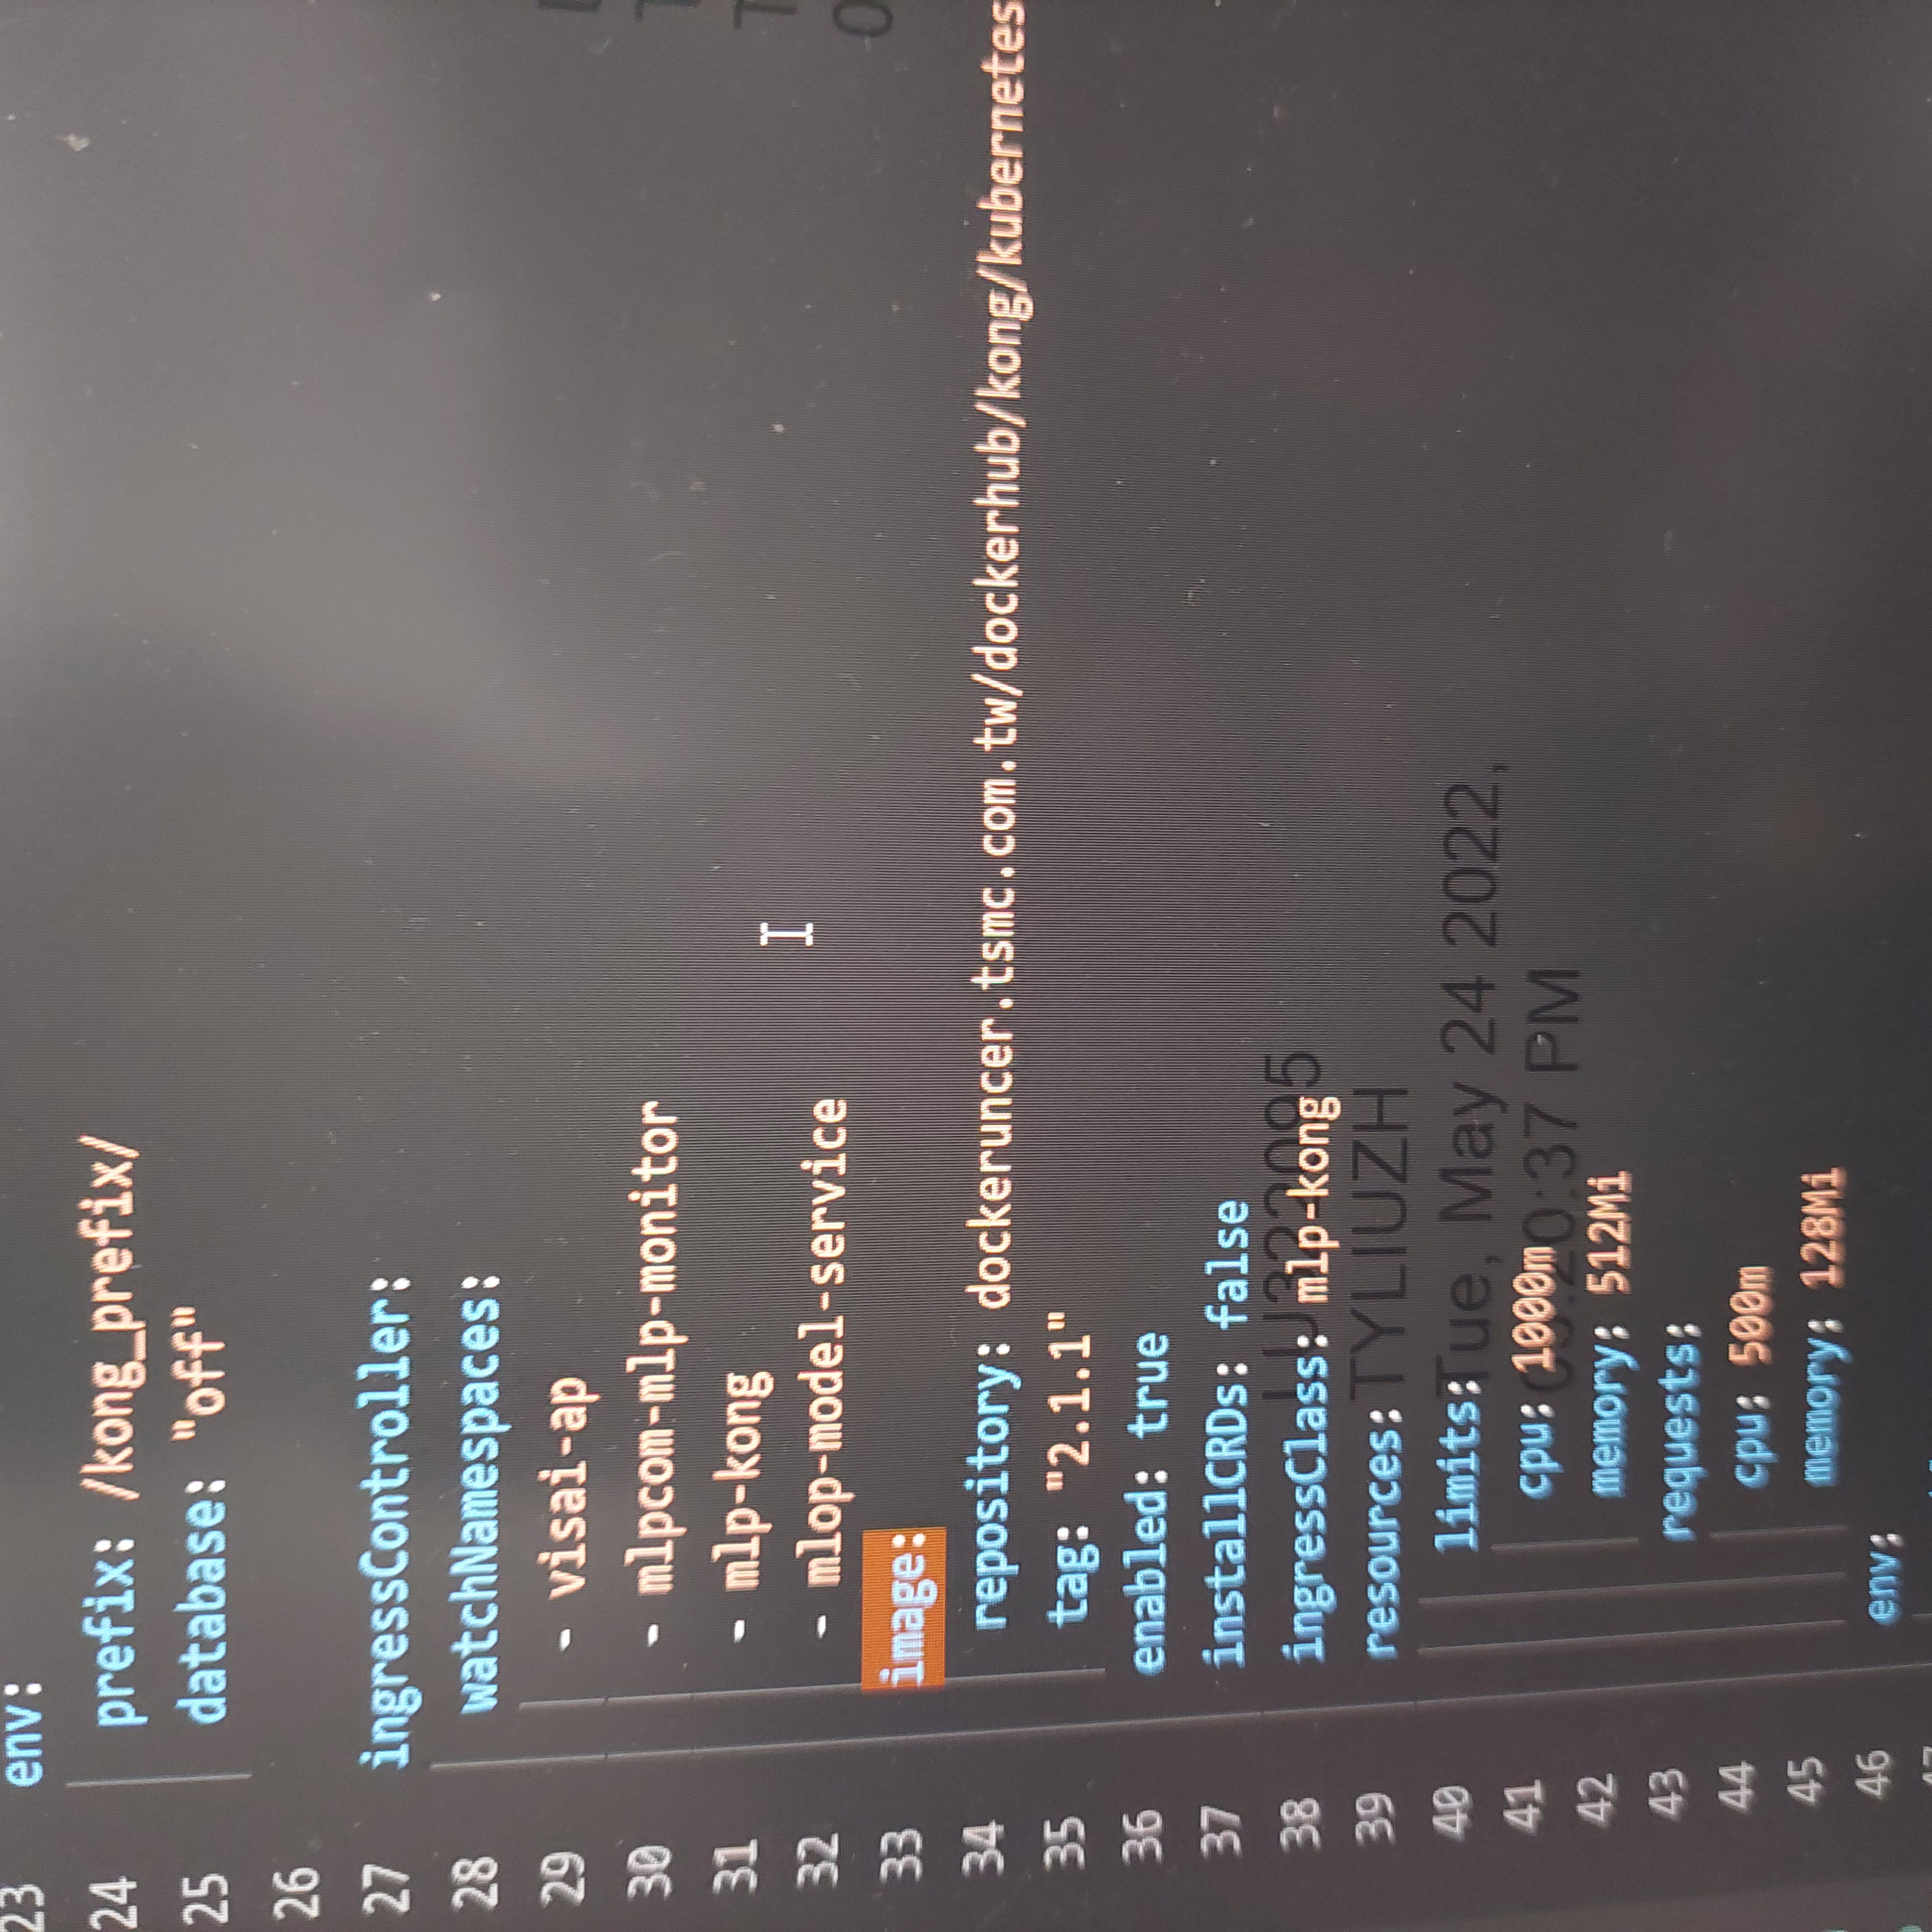 23 env:
24 prefix: /kong_prefix/
25 database: "off"
26
27 ingressController:
28 watchNamespaces:
29 - visai-ap
30 - mlpcom-mlp-monitor
31 - mlp-kong
32 - mlop-model-service
33 image:
34 repository: dockeruncer.tsmc.com.tw/dockerhub/kong/kubernetes
35 tag: "2.1.1"
36 enabled: true
37 installCRDs: false
38 ingressClass: mlp-kong
39 resources:
40 limits:
41 cpu: 1000m
42 memory: 512Mi
43 requests:
44 cpu: 500m
45 memory: 128Mi
46 env:
47
TYLIUZH
Tue, May 24 2022,
PM